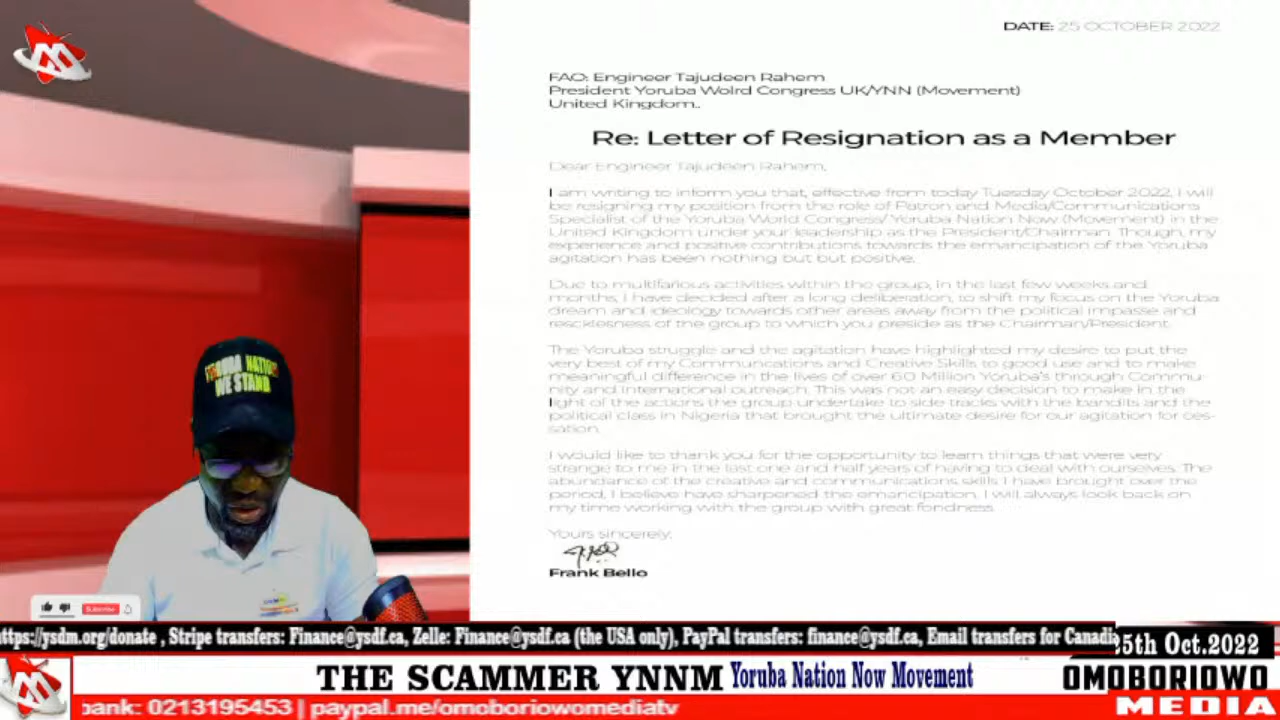 DATE: 25 OCTOBER 2022
FAO: Engineer Tajudeen Rahem
President Yoruba Wolrd Congress UK/YNN (Movement)
United Kingdom..
Re: Letter of Resignation as a Member
Dear Engineer Tajudeen Rahem,
I am writing to inform you that, effective from today Tuesday October 2022, I will
be resigning my position from the role of Patron and Media/Communications
Specialist of the Yoruba World Congress/ Yoruba Nation Now (Movement) in the
United Kingdom under your leadership as the President/Chairman. Though, my
experience and positive contributions towards the emancipation of the Yoruba
agitation has been nothing but but positive.
Due to multifarious activities within the group, in the last few weeks and
months, I have decided after a long deliberation, to shift my focus on the Yoruba
dream and ideology towards other areas away from the political impasse and
rescklesness of the group to which you preside as the Chairman/President.
The Yoruba struggle and the agitation have highlighted my desire to put the
very best of my Communcations and Creative Skills to good use and to make
meaningful difference in the lives of over 60 Million Yoruba's through Commu-
nity and International outreach. This was not an easy decision to make in the
light of the actions the group undertake to side tracks with the bandits and the
political class in Nigeria that brought the ultimate desire for our agitation for ces-
sation.
I would like to thank you for the opportunity to learn things that were very
strange to me in the last one and half years of having to deal with ourselves. The
abundance of the creative and communications skills I have brought over the
period, I believe have sharpened the emancipation. I will always look back on
my time working with the group with great fondness.
Yours sincerely,
Frank Bello
YORUBA NATION
WE STAND
Subscribe
ttps://ysdm.org/donate , Stripe transfers: Finance@ysdf.ca, Zelle: Finance@ysdf.ca (the USA only), PayPal transfers: finance@ysdf.ca, Email transfers for Canadi
25th Oct.2022
THE SCAMMER YNNM Yoruba Nation Now Movement
OMOBORIOWO
MEDIA
bank: 0213195453 | paypal.me/omoboriowomediatv